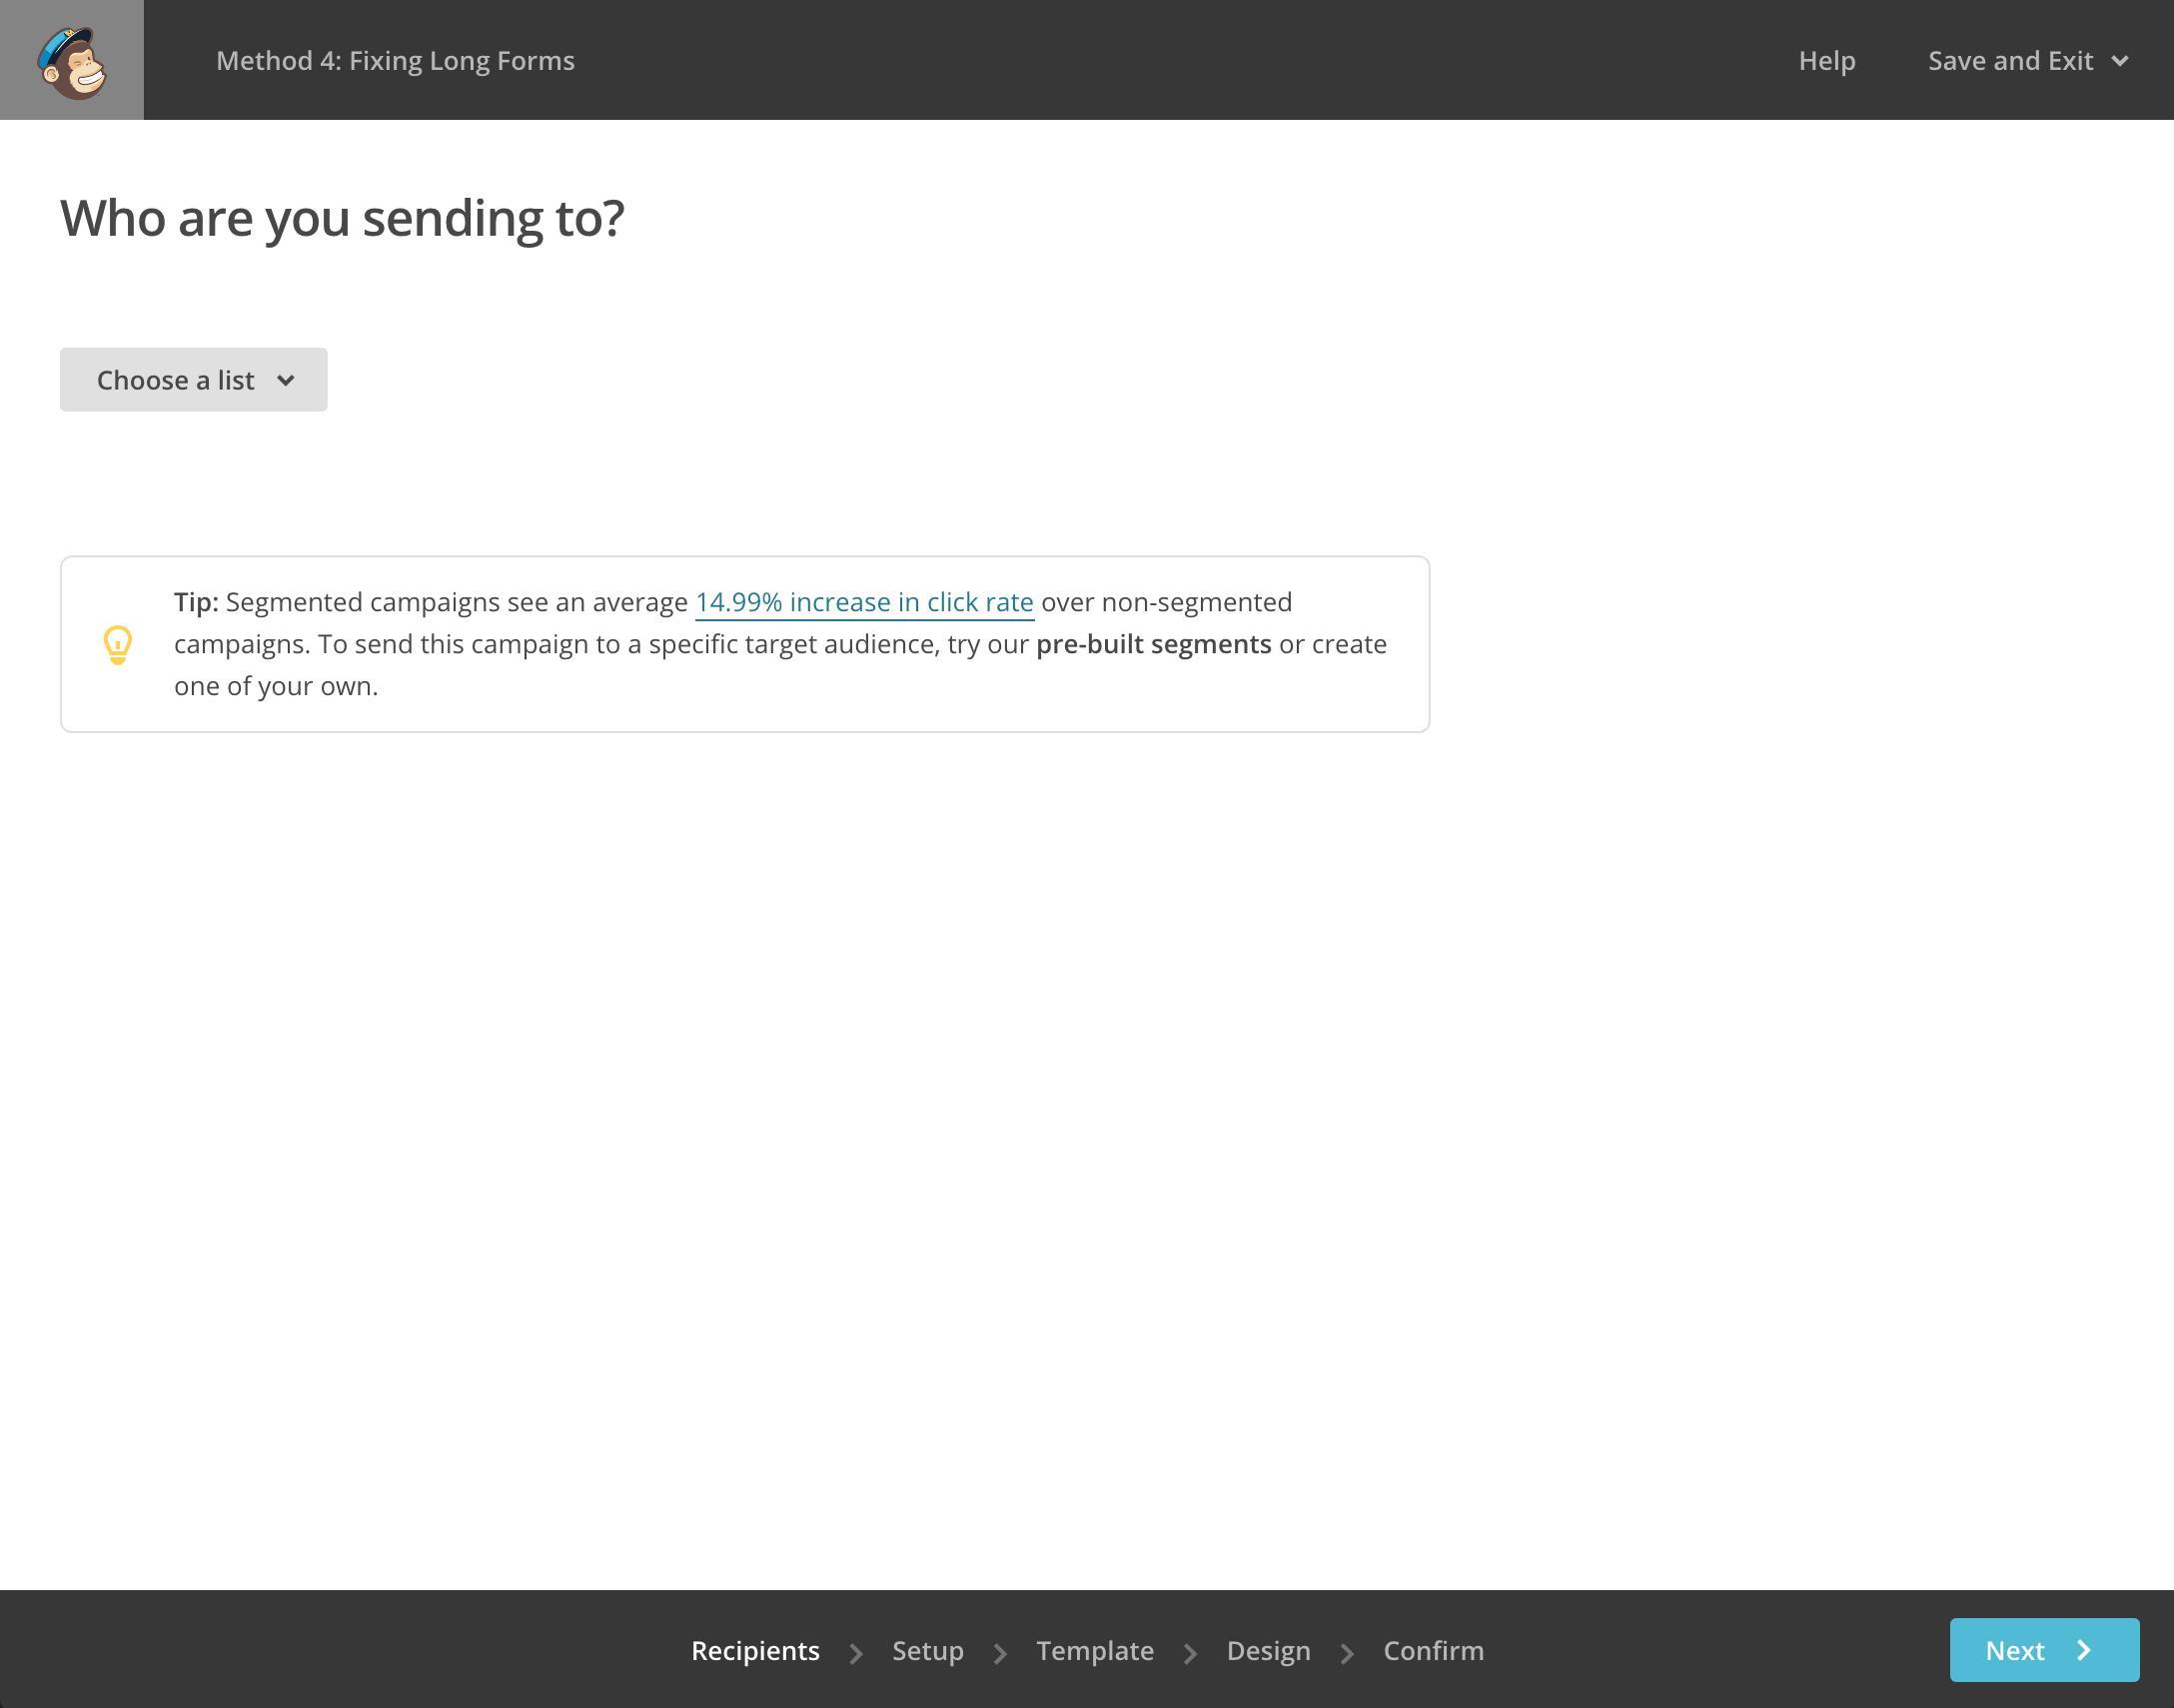 Method 4: Fixing Long Forms
Help
Save and Exit
Who are you sending to?
Choose a list
Tip: Segmented campaigns see an average 14.99% increase in click rate over non-segmented
campaigns. To send this campaign to a specific target audience, try our pre-built segments or create
one of your own.
Recipients
Setup
Template
Design
Confirm
Next